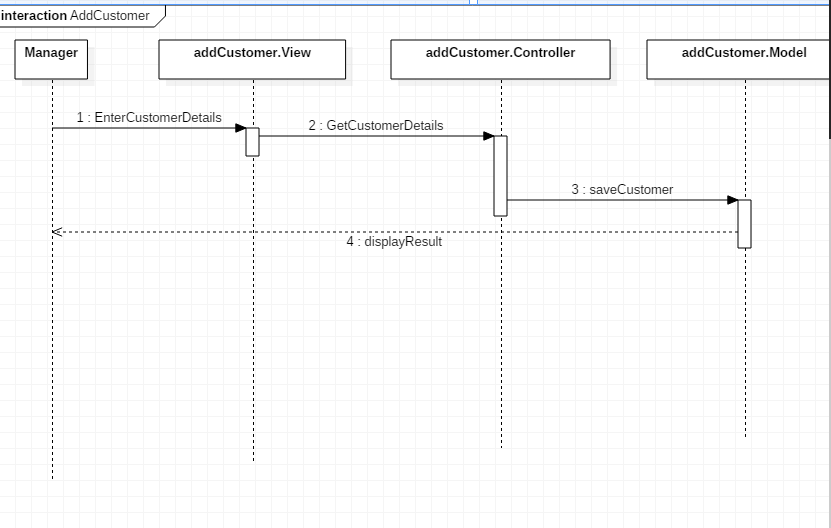 interaction AddCustomer
Manager
addCustomer.View
addCustomer.Controller
addCustomer.Model
1 : EnterCustomerDetails
2 : GetCustomerDetails
3 : saveCustomer
4 : displayResult